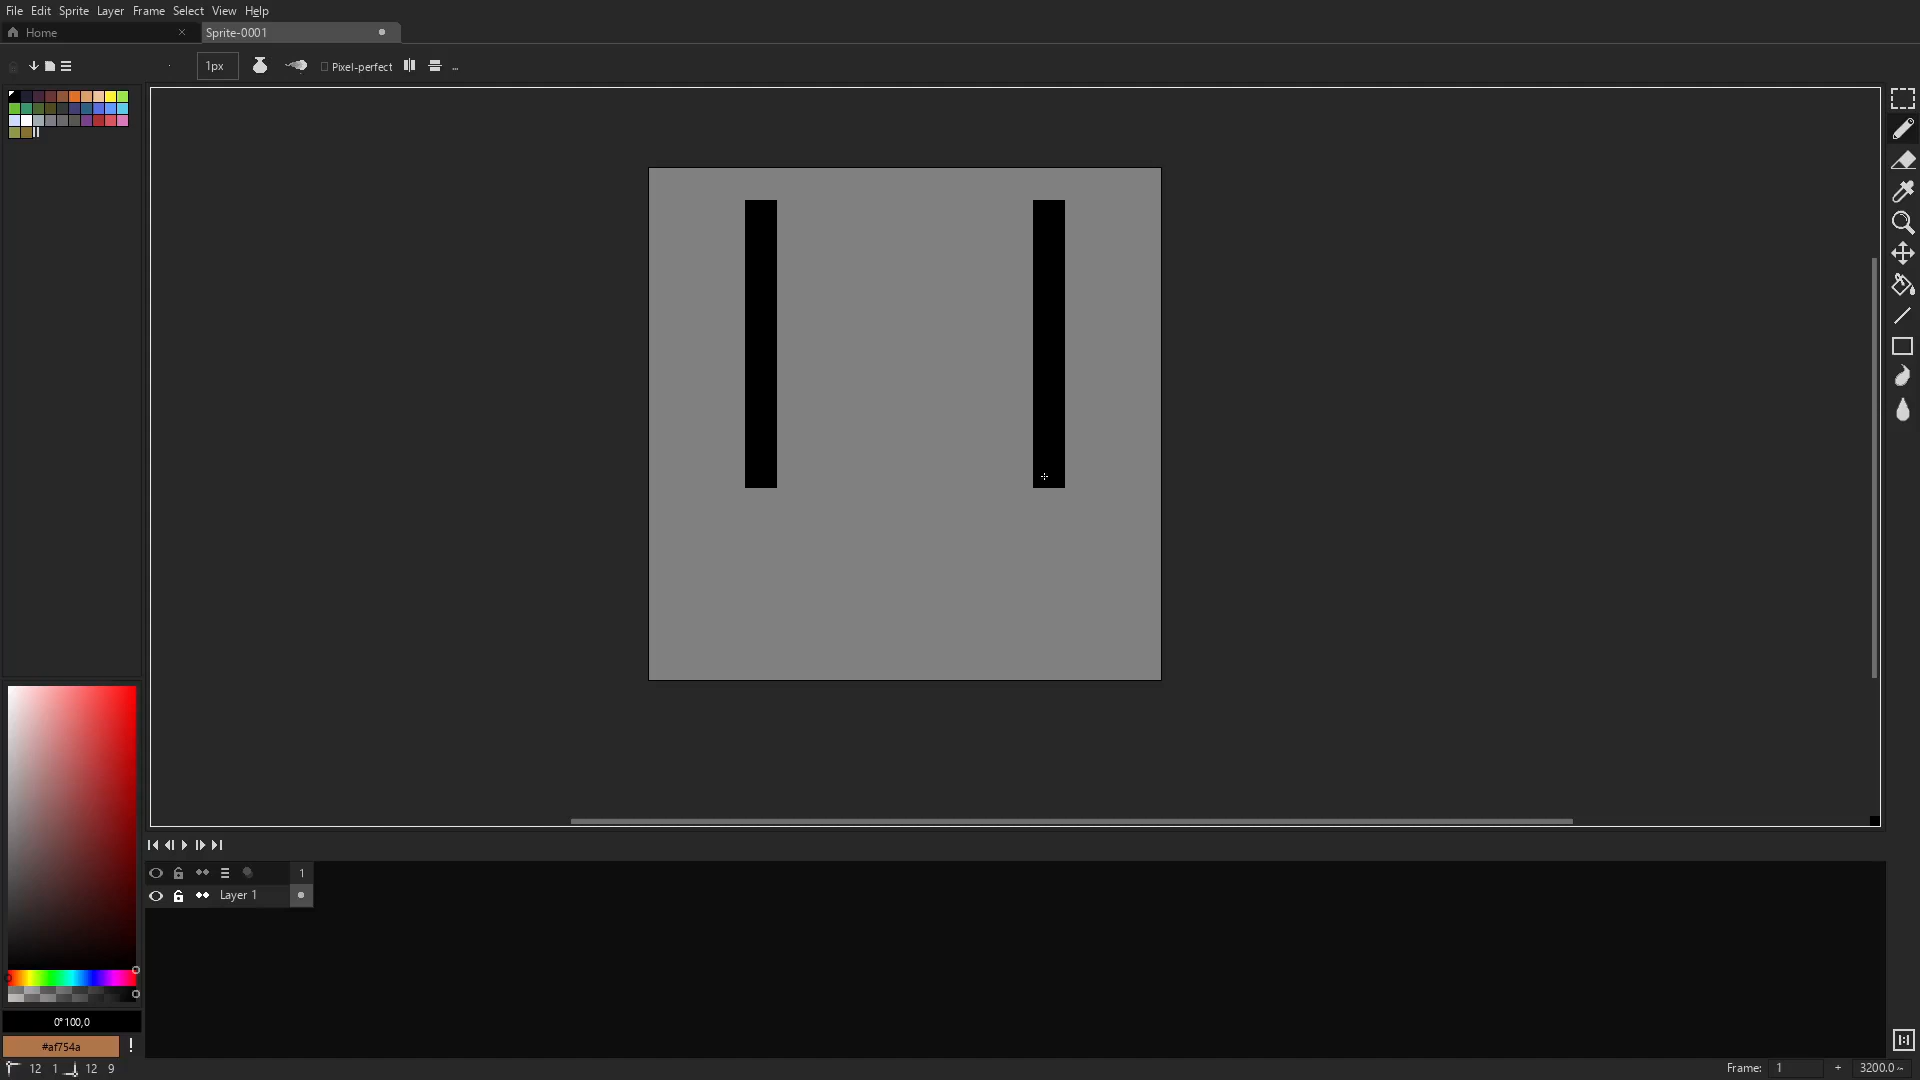 File Edit Sprite Layer Frame Select View Help
Home Sprite-0001
1px Pixel-perfect ...
1
Layer 1
0° 100,0
#af754a !
12 1 12 9 Frame: 1 + 3200.0